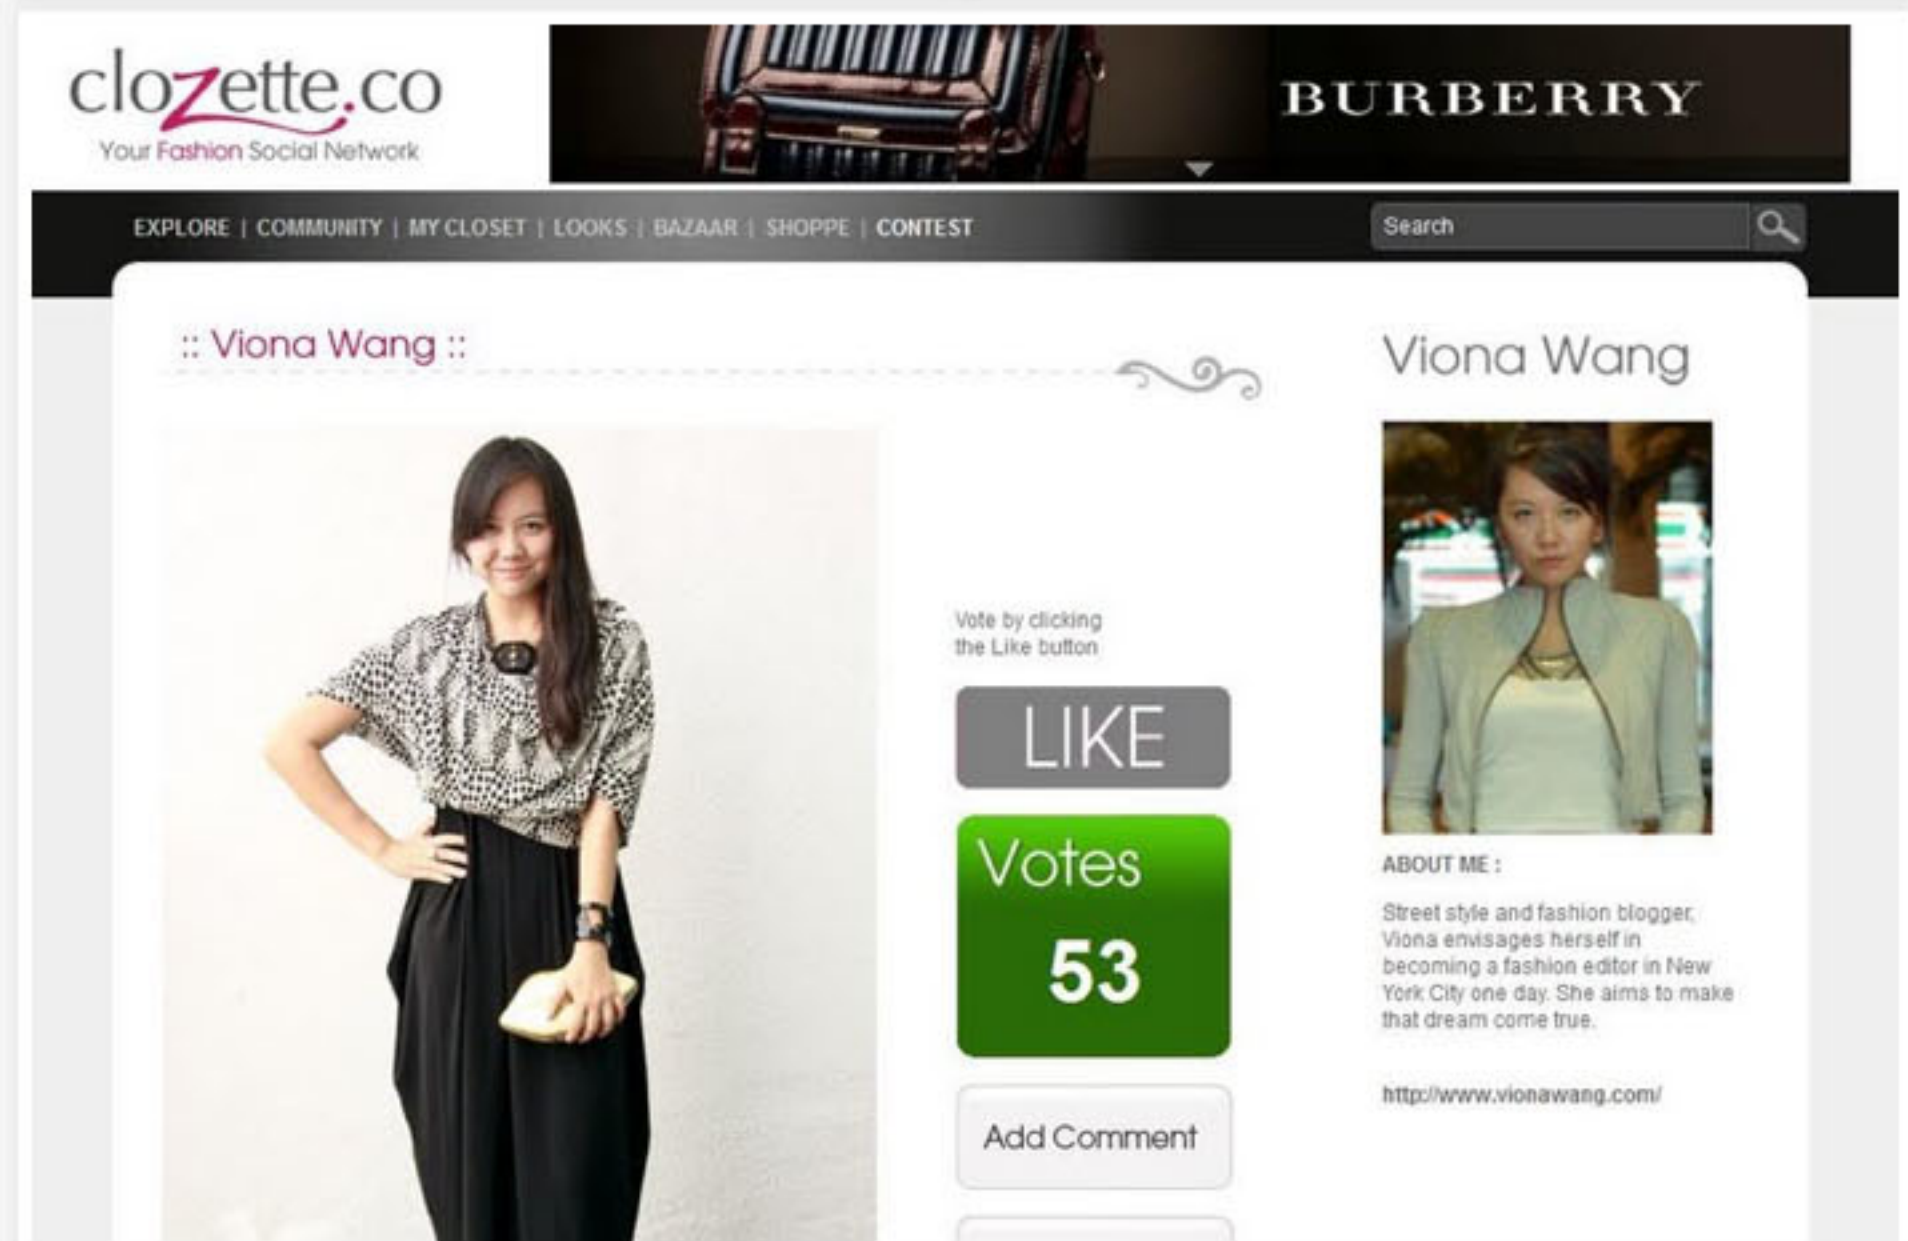 clozette.co
Your Fashion Social Network
BURBERRY
EXPLORE | COMMUNITY | MY CLOSET | LOOKS | BAZAAR | SHOPPE | CONTEST
Search
:: Viona Wang ::
Viona Wang
Vote by clicking
the Like button
LIKE
Votes
53
Add Comment
ABOUT ME :
Street style and fashion blogger,
Viona envisages herself in
becoming a fashion editor in New
York City one day. She aims to make
that dream come true.
http://www.vionawang.com/